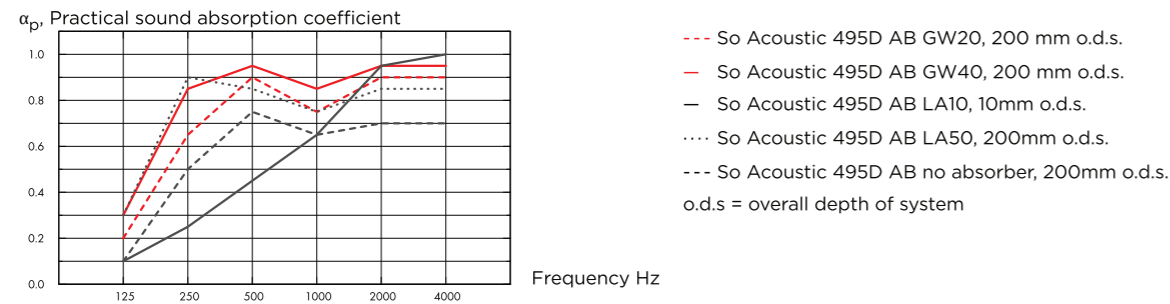 αp, Practical sound absorption coefficient
1.0
0.8
0.6
0.4
0.2
0.0
125 250 500 1000 2000 4000
Frequency Hz
So Acoustic 495D AB GW20, 200 mm o.d.s.
So Acoustic 495D AB GW40, 200 mm o.d.s.
So Acoustic 495D AB LA10, 10mm o.d.s.
So Acoustic 495D AB LA50, 200mm o.d.s.
So Acoustic 495D AB no absorber, 200mm o.d.s.
o.d.s = overall depth of system